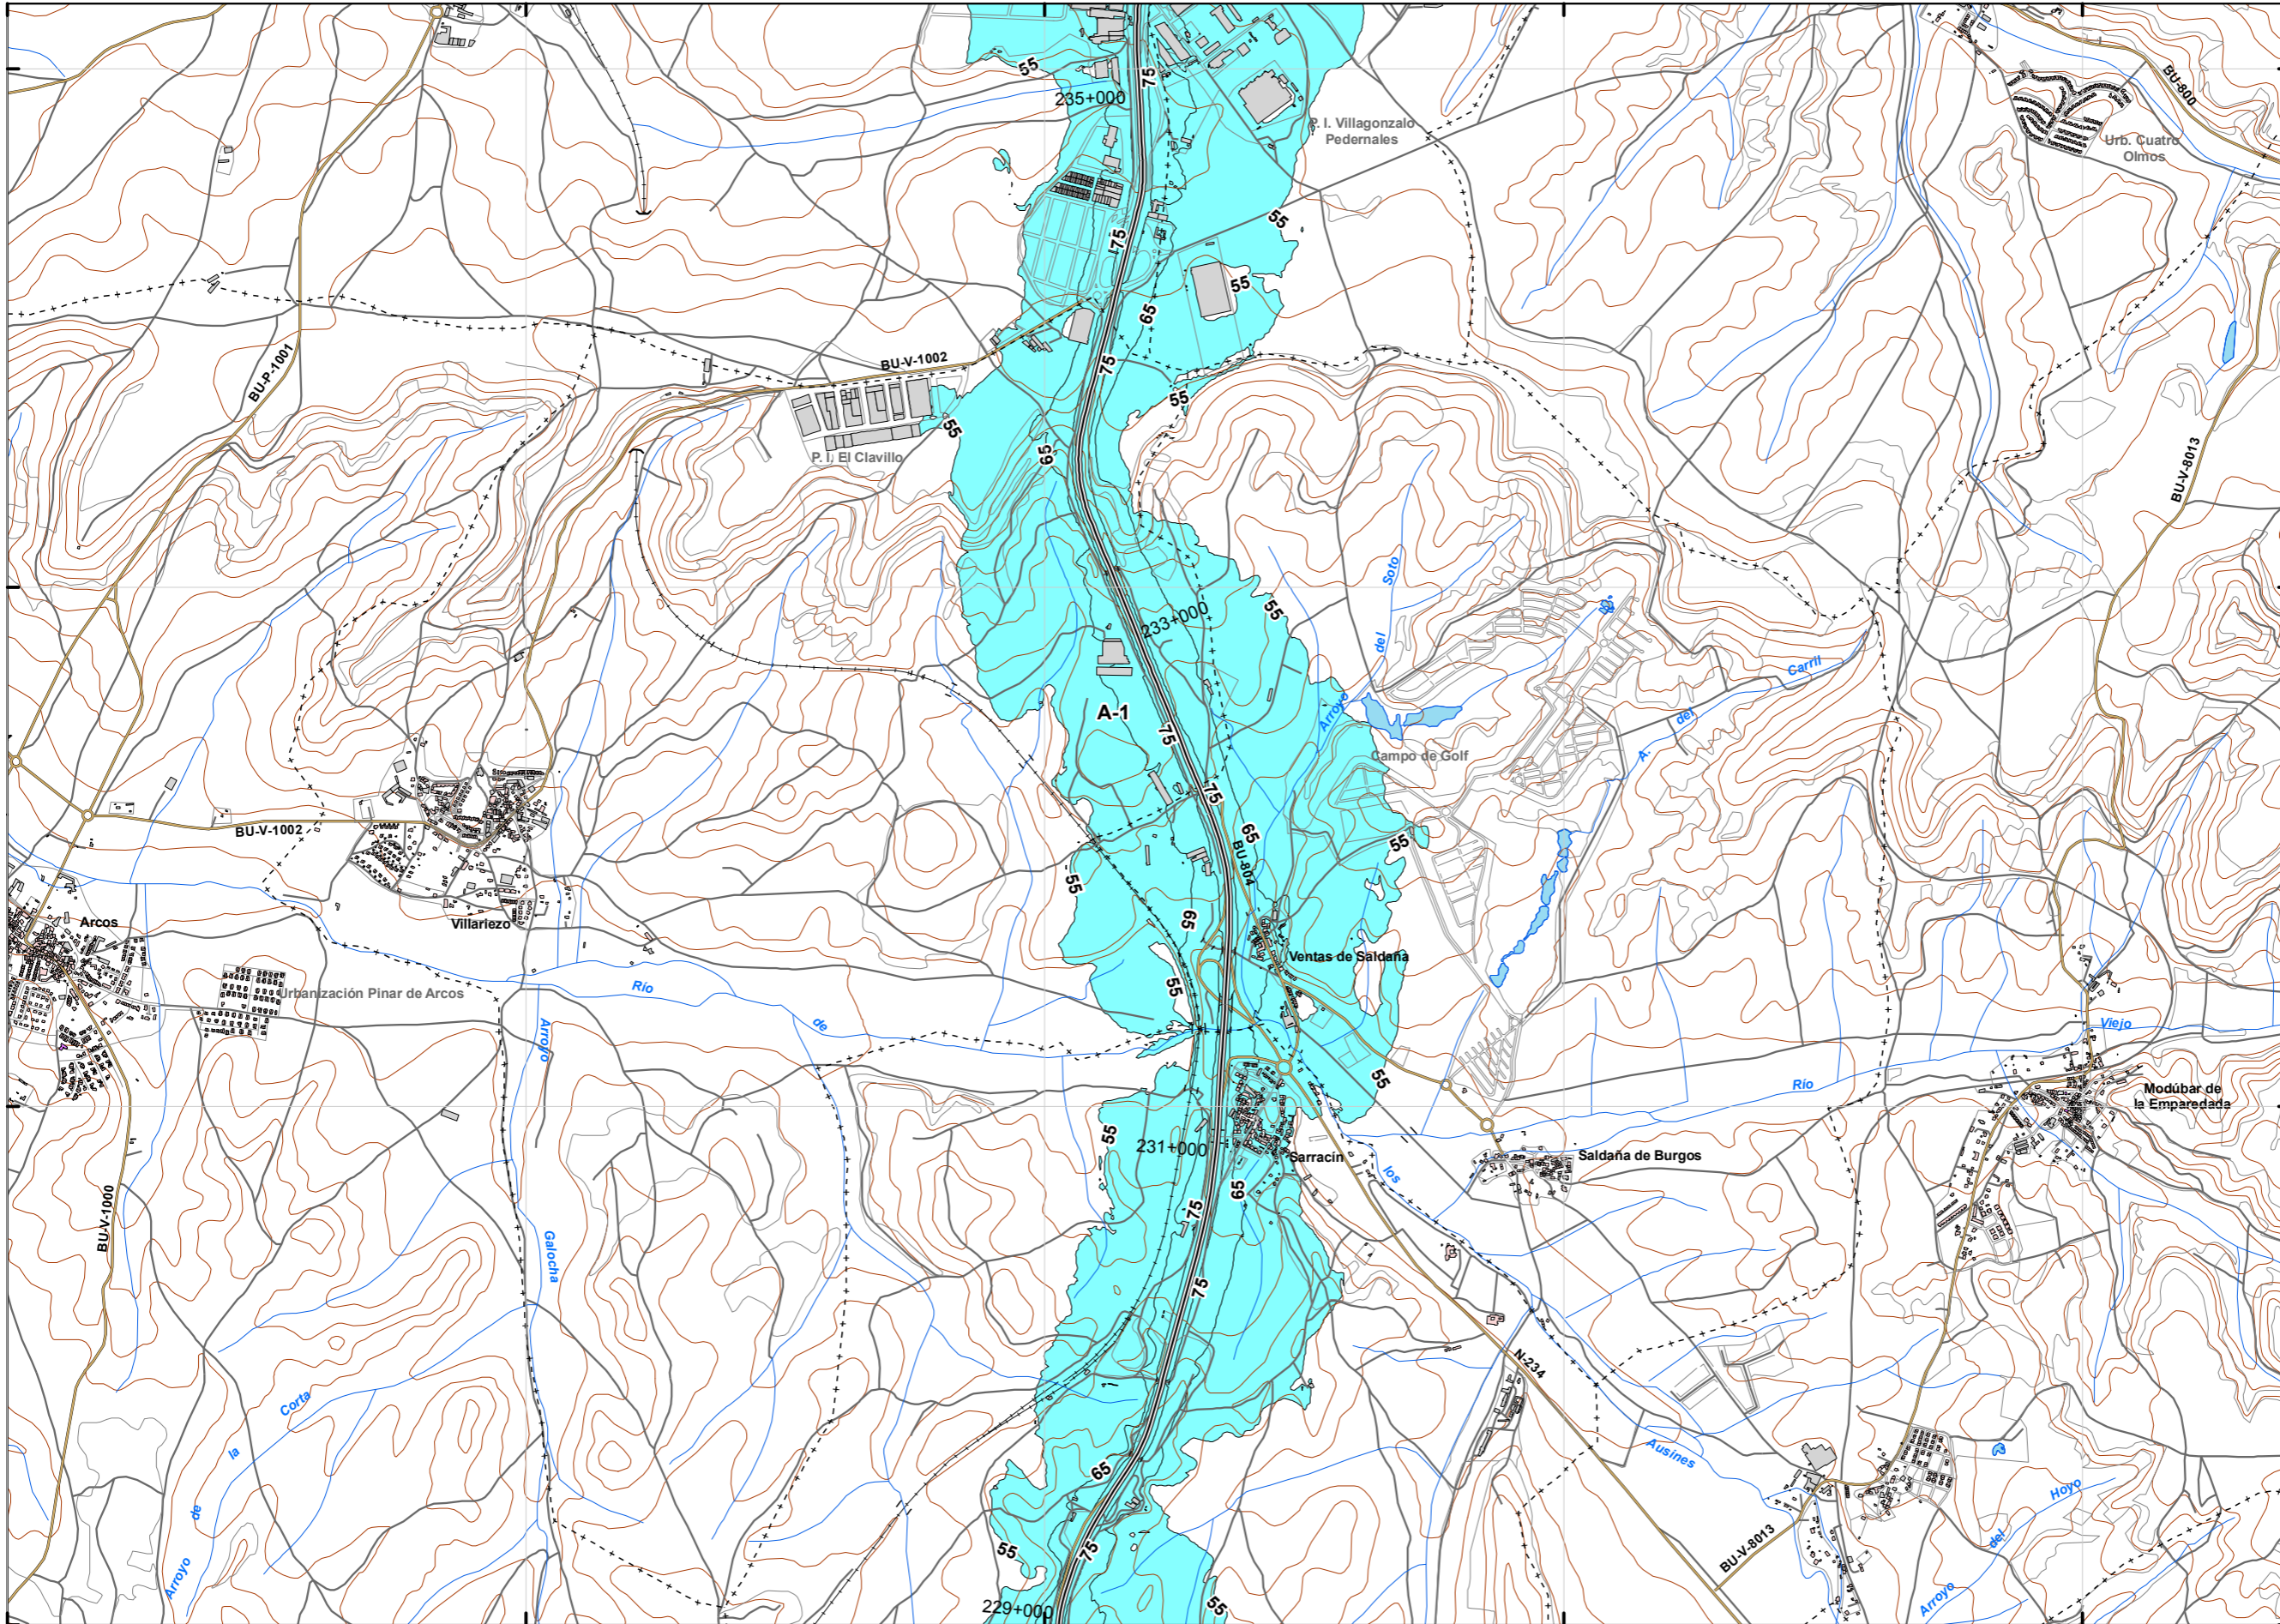 55
75
235+000
BU-800
P. I. Villagonzalo
Pedernales
Urb. Cuatro
Olmos
55
75
55
65
BU-V-1002
75
BU-P-1001
55
55
65
P. I. El Clavillo
BU-V-8013
Soto
55
233+000
del
Carril
Arroyo
A-1
del
75
A.
Campo de Golf
75
65
BU-V-1002
55
BU-804
55
Arcos
Villariezo
65
Ventas de Saldaña
Urbanización Pinar de Arcos
Río
55
de
Viejo
Arroyo
55
Río
Modúbar de
la Emparedada
55
231+000
Sarracín
Saldaña de Burgos
los
65
BU-V-1000
75
Galocha
75
N-234
Corta
la
Ausines
65
de
Hoyo
BU-V-8013
del
55
75
Arroyo
Arroyo
55
229+000